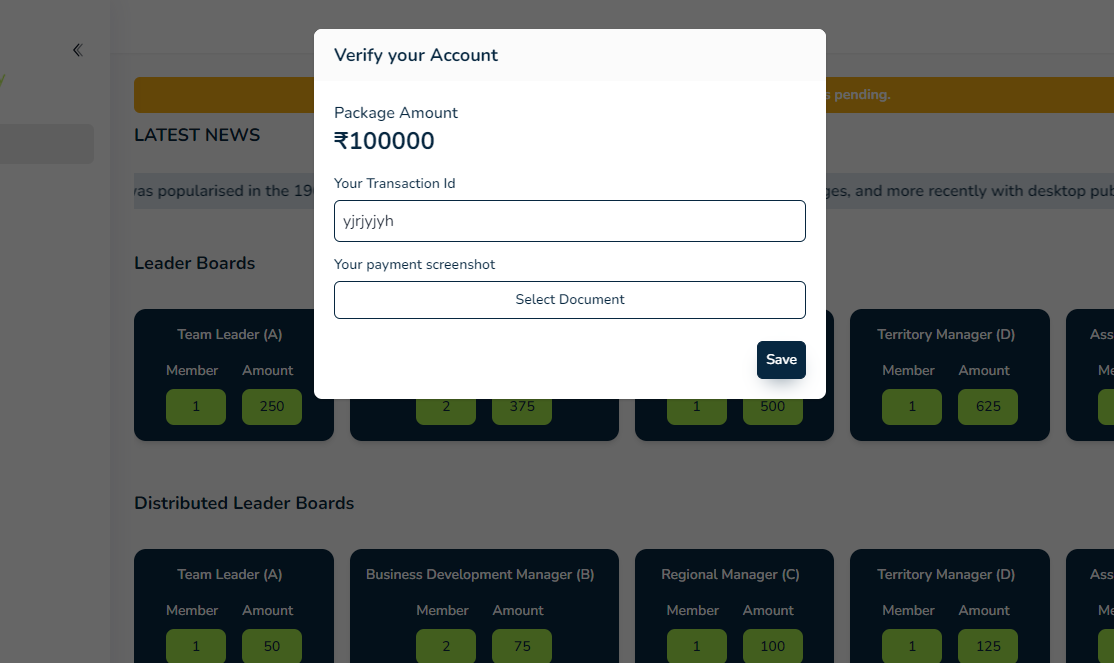 Verify your Account
s pending.
Package Amount
₹100000
LATEST NEWS
Your Transaction Id
vas popularised in the 19
ges, and more recently with desktop pub
yjrjyjyh
Your payment screenshot
Select Document
Save
Leader Boards
Team Leader (A)
Member Amount
1 250
2 375
1 500
Territory Manager (D)
Member Amount
1 625
Ass
Me
Distributed Leader Boards
Team Leader (A)
Member Amount
1 50
Business Development Manager (B)
Member Amount
2 75
Regional Manager (C)
Member Amount
1 100
Territory Manager (D)
Member Amount
1 125
Ass
Me